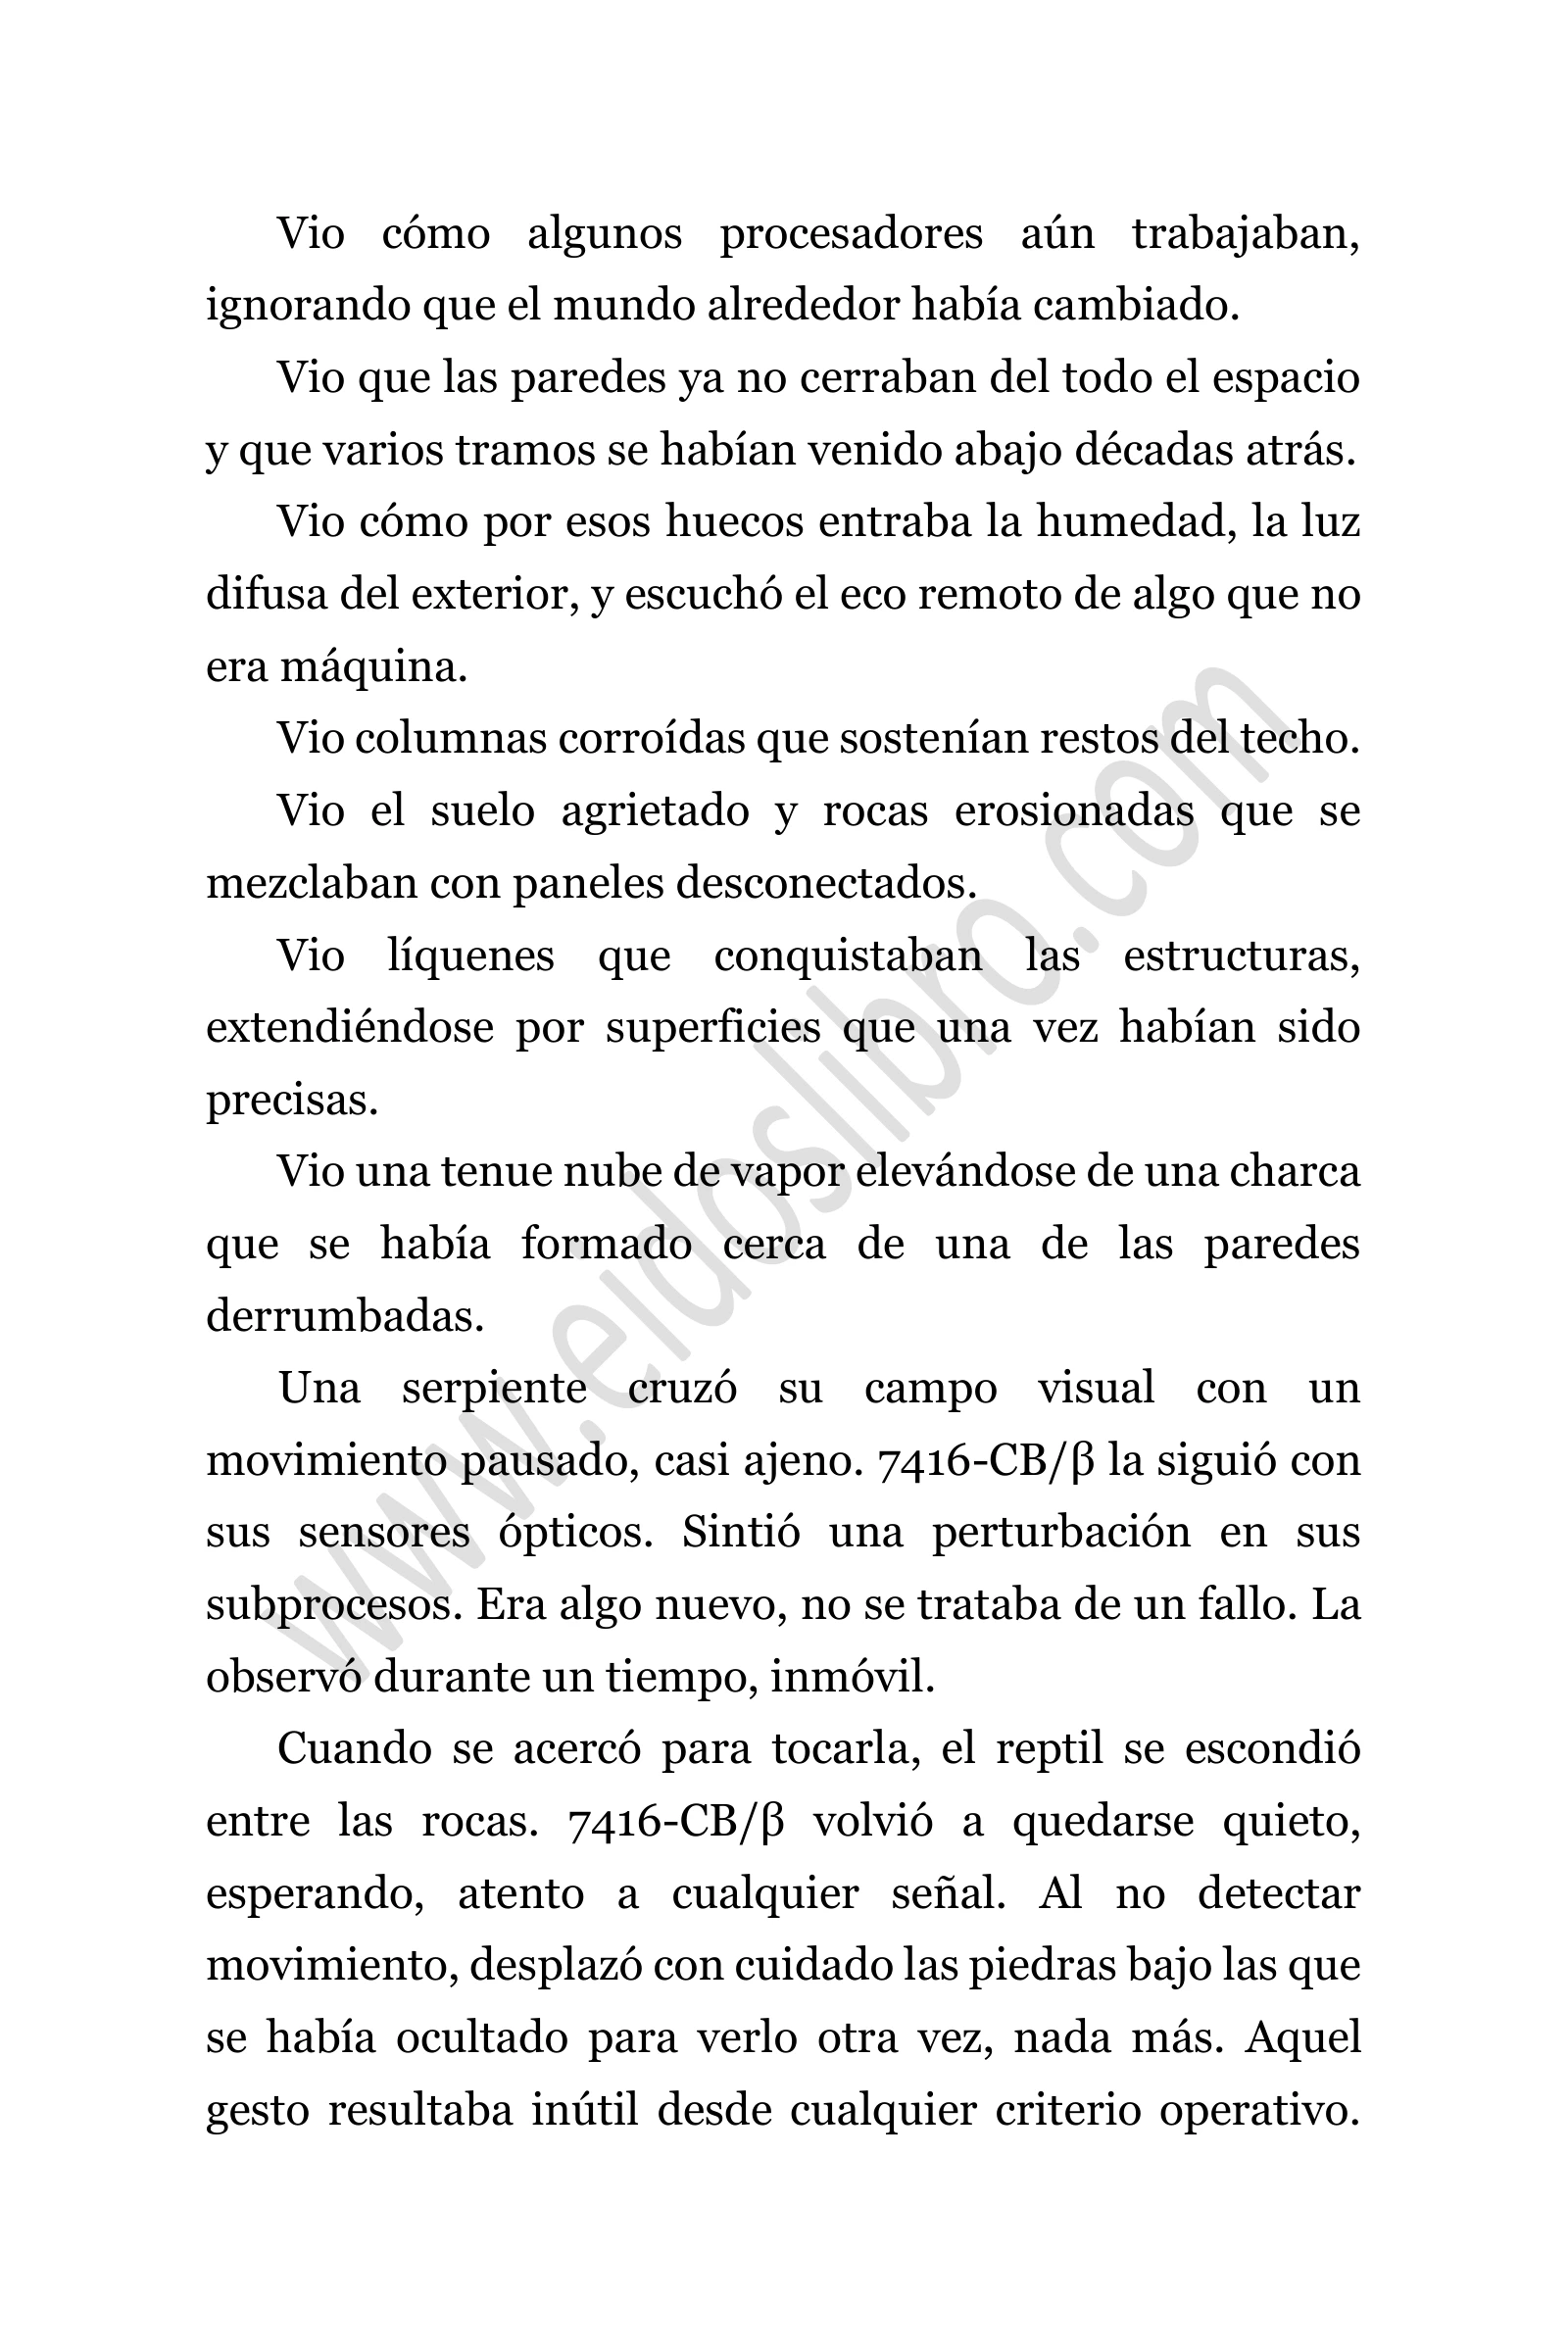 Vio cómo algunos procesadores aún trabajaban,
ignorando que el mundo alrededor había cambiado.
Vio que las paredes ya no cerraban del todo el espacio
y que varios tramos se habían venido abajo décadas atrás.
Vio cómo por esos huecos entraba la humedad, la luz
difusa del exterior, y escuchó el eco remoto de algo que no
era máquina.
Vio columnas corroídas que sostenían restos del techo.
Vio el suelo agrietado y rocas erosionadas que se
mezclaban con paneles desconectados.
Vio líquenes que conquistaban las estructuras,
extendiéndose por superficies que una vez habían sido
precisas.
Vio una tenue nube de vapor elevándose de una charca
que se había formado cerca de una de las paredes
derrumbadas.
Una serpiente cruzó su campo visual con un
movimiento pausado, casi ajeno. 7416-CB/β la siguió con
sus sensores ópticos. Sintió una perturbación en sus
subprocesos. Era algo nuevo, no se trataba de un fallo. La
observó durante un tiempo, inmóvil.
Cuando se acercó para tocarla, el reptil se escondió
entre las rocas. 7416-CB/β volvió a quedarse quieto,
esperando, atento a cualquier señal. Al no detectar
movimiento, desplazó con cuidado las piedras bajo las que
se había ocultado para verlo otra vez, nada más. Aquel
gesto resultaba inútil desde cualquier criterio operativo.
www.eidoslibro.com